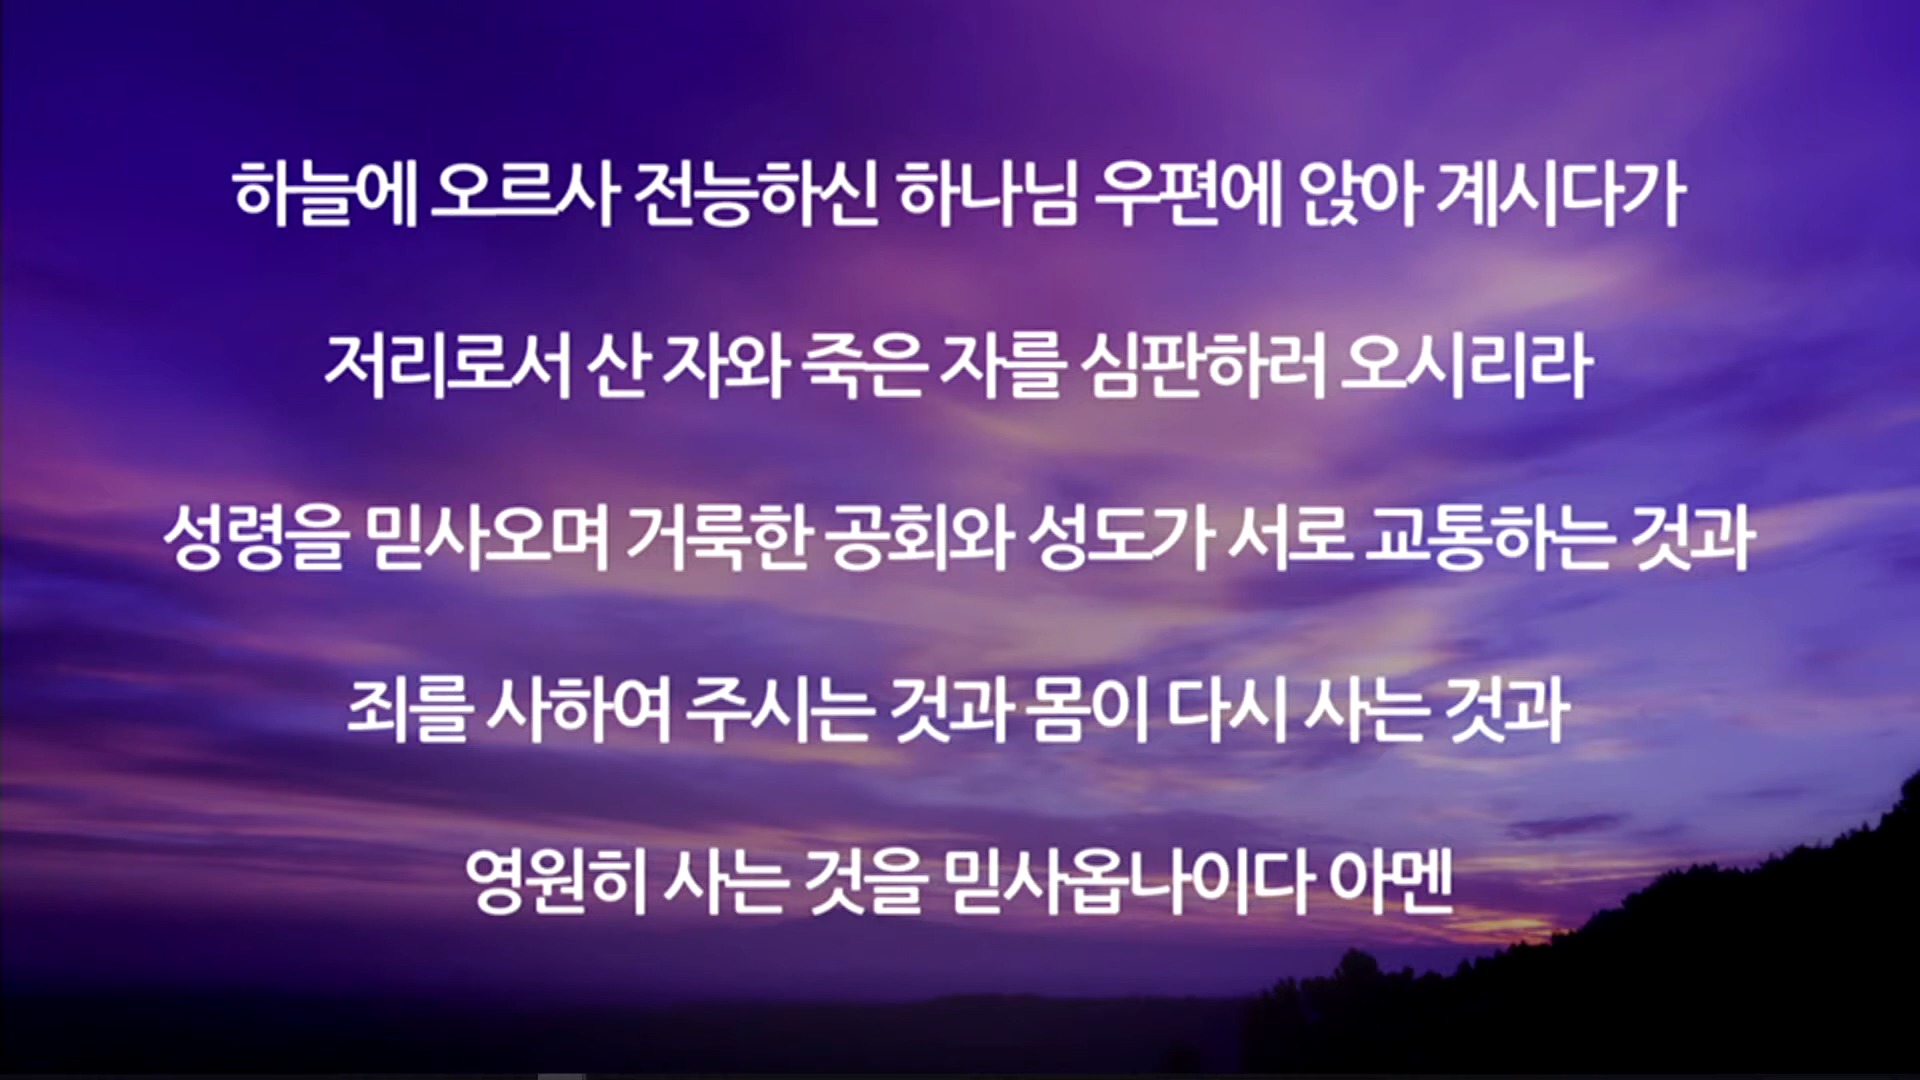 하늘에 오르사 전능하신 하나님 우편에 앉아 계시다가
저리로서 산 자와 죽은 자를 심판하러 오시리라
성령을 믿사오며 거룩한 공회와 성도가 서로 교통하는 것과
죄를 사하여 주시는 것과 몸이 다시 사는 것과
영원히 사는 것을 믿사옵나이다 아멘